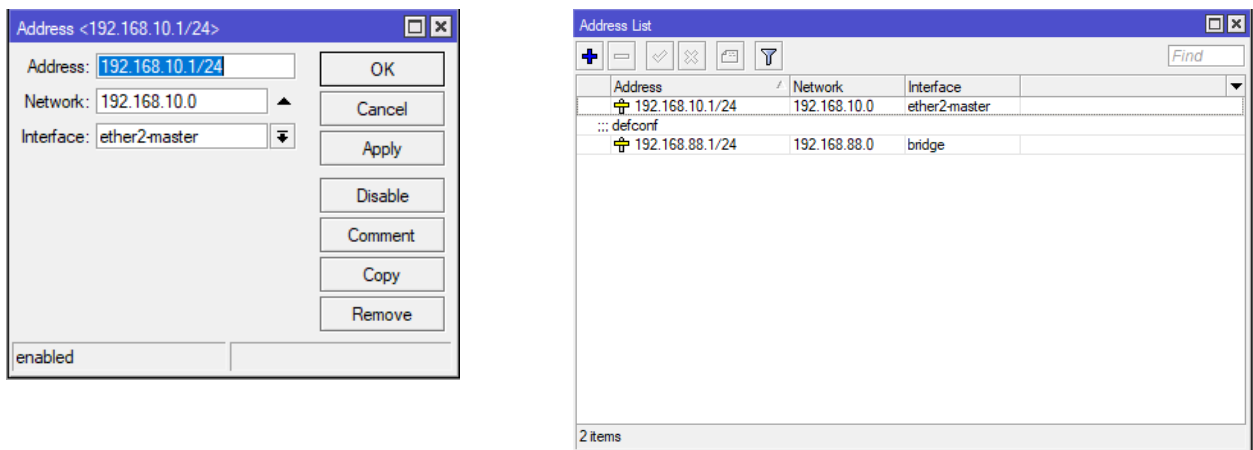 Address <192.168.10.1/24>
Address: 192.168.10.1/24
Network: 192.168.10.0
Interface: ether2-master
OK
Cancel
Apply
Disable
Comment
Copy
Remove
enabled
Address List
Find
Address Network Interface
192.168.10.1/24 192.168.10.0 ether2-master
::: defconf
192.168.88.1/24 192.168.88.0 bridge
2 items